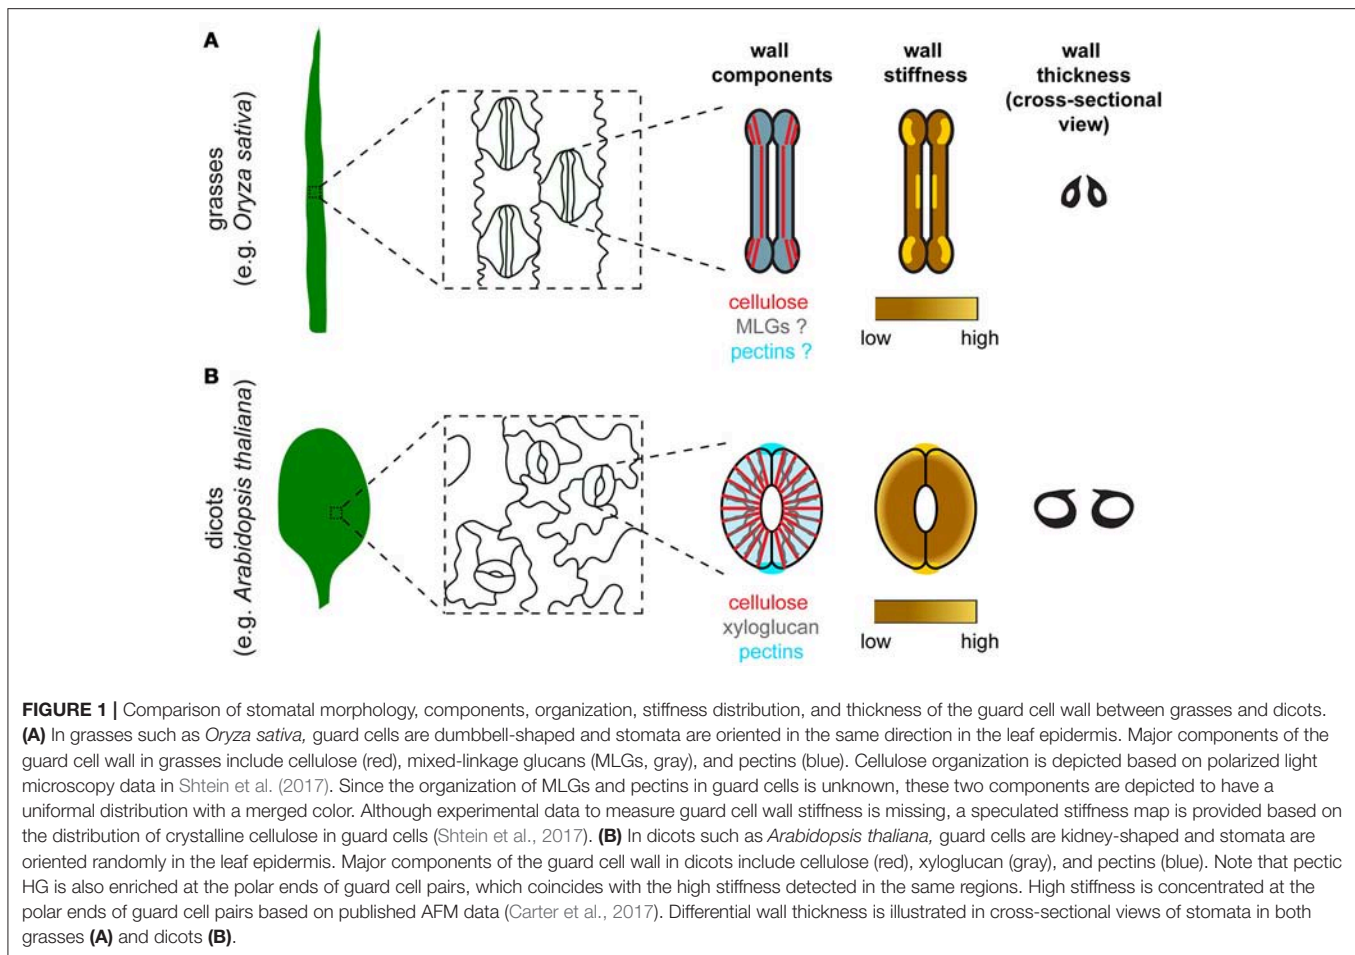 A
grasses
(e.g. Oryza sativa)
wall
components
wall
stiffness
wall
thickness
(cross-sectional
view)
cellulose
MLGs ?
pectins ?
low
high
B
dicots
(e.g. Arabidopsis thaliana)
cellulose
xyloglucan
pectins
low
high
FIGURE 1 | Comparison of stomatal morphology, components, organization, stiffness distribution, and thickness of the guard cell wall between grasses and dicots.
(A) In grasses such as Oryza sativa, guard cells are dumbbell-shaped and stomata are oriented in the same direction in the leaf epidermis. Major components of the
guard cell wall in grasses include cellulose (red), mixed-linkage glucans (MLGs, gray), and pectins (blue). Cellulose organization is depicted based on polarized light
microscopy data in Shtein et al. (2017). Since the organization of MLGs and pectins in guard cells is unknown, these two components are depicted to have a
uniformal distribution with a merged color. Although experimental data to measure guard cell wall stiffness is missing, a speculated stiffness map is provided based on
the distribution of crystalline cellulose in guard cells (Shtein et al., 2017). (B) In dicots such as Arabidopsis thaliana, guard cells are kidney-shaped and stomata are
oriented randomly in the leaf epidermis. Major components of the guard cell wall in dicots include cellulose (red), xyloglucan (gray), and pectins (blue). Note that pectic
HG is also enriched at the polar ends of guard cell pairs, which coincides with the high stiffness detected in the same regions. High stiffness is concentrated at the
polar ends of guard cell pairs based on published AFM data (Carter et al., 2017). Differential wall thickness is illustrated in cross-sectional views of stomata in both
grasses (A) and dicots (B).